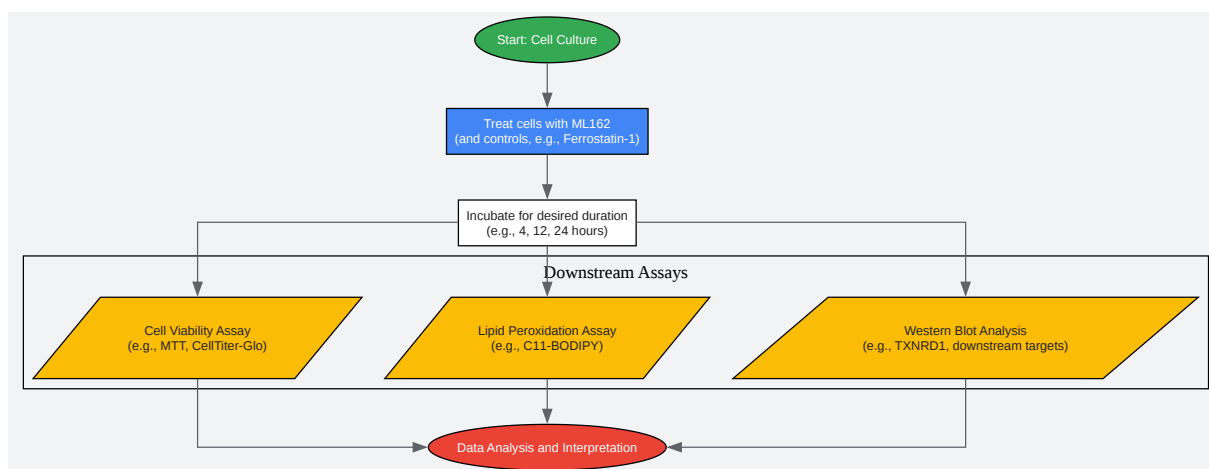 Start: Cell Culture
Treat cells with ML162
(and controls, e.g., Ferrostatin-1)
Incubate for desired duration
(e.g., 4, 12, 24 hours)
Downstream Assays
Cell Viability Assay
(e.g., MTT, CellTiter-Glo)
Lipid Peroxidation Assay
(e.g., C11-BODIPY)
Western Blot Analysis
(e.g., TXNRD1, downstream targets)
Data Analysis and Interpretation